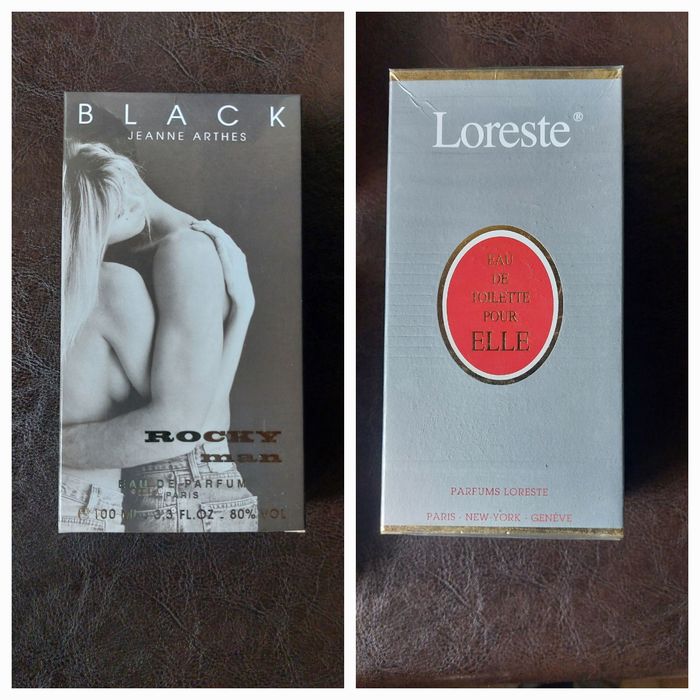 BLACK
JEANNE ARTHES
ROCKY
man
EAU DE PARFUM
PARIS
℮ 100 ML - 3,3 FL.OZ - 80% VOL
Loreste®
EAU
DE
TOILETTE
POUR
ELLE
PARFUMS LORESTE
PARIS - NEW YORK - GENÈVE